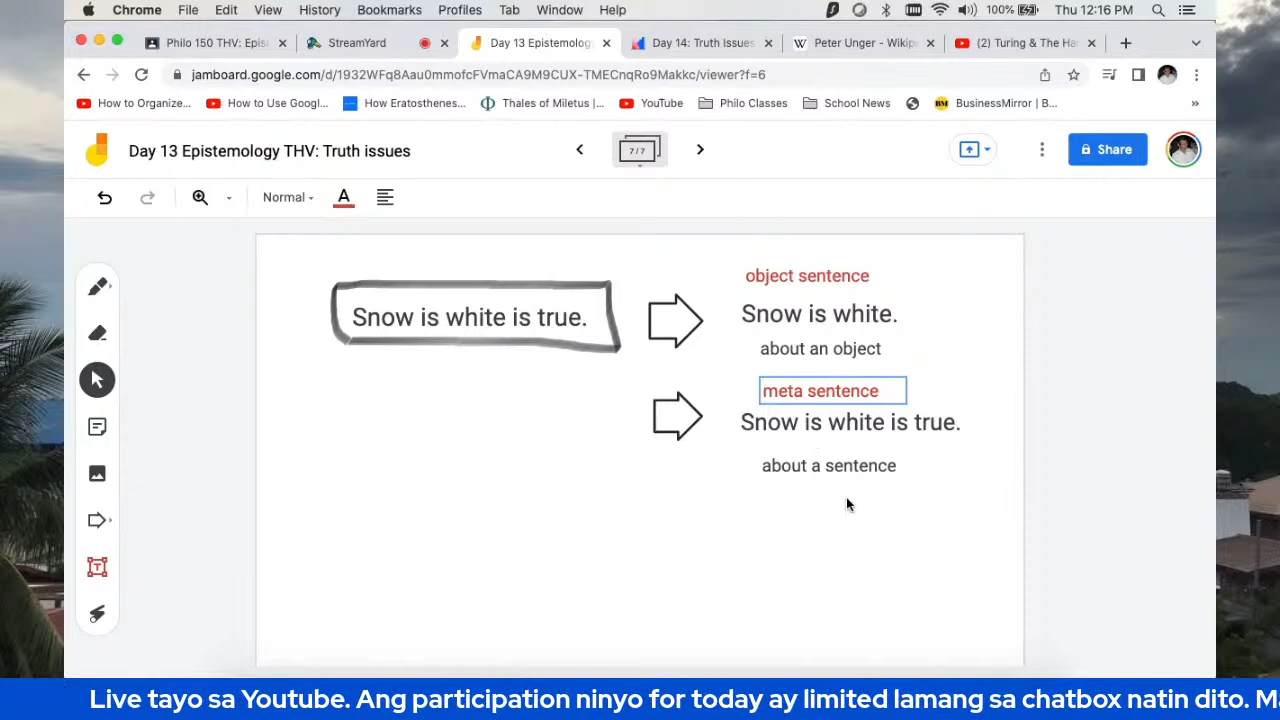 Chrome File Edit View History Bookmarks Profiles Tab Window Help 100% Thu 12:16 PM
Philo 150 THV: Epis StreamYard Day 13 Epistemology Day 14: Truth Issues Peter Unger - Wikip (2) Turing & The Ha
jamboard.google.com/d/1932WFq8Aau0mmofcFVmaCA9M9CUX-TMECnqRo9Makkc/viewer?f=6
How to Organize... How to Use Googl... How Eratosthenes... Thales of Miletus |... YouTube Philo Classes School News BM BusinessMirror | B... »
Day 13 Epistemology THV: Truth issues 7/7 Share
Normal A
object sentence
Snow is white is true. Snow is white.
about an object
meta sentence
Snow is white is true.
about a sentence
T
Live tayo sa Youtube. Ang participation ninyo for today ay limited lamang sa chatbox natin dito. M